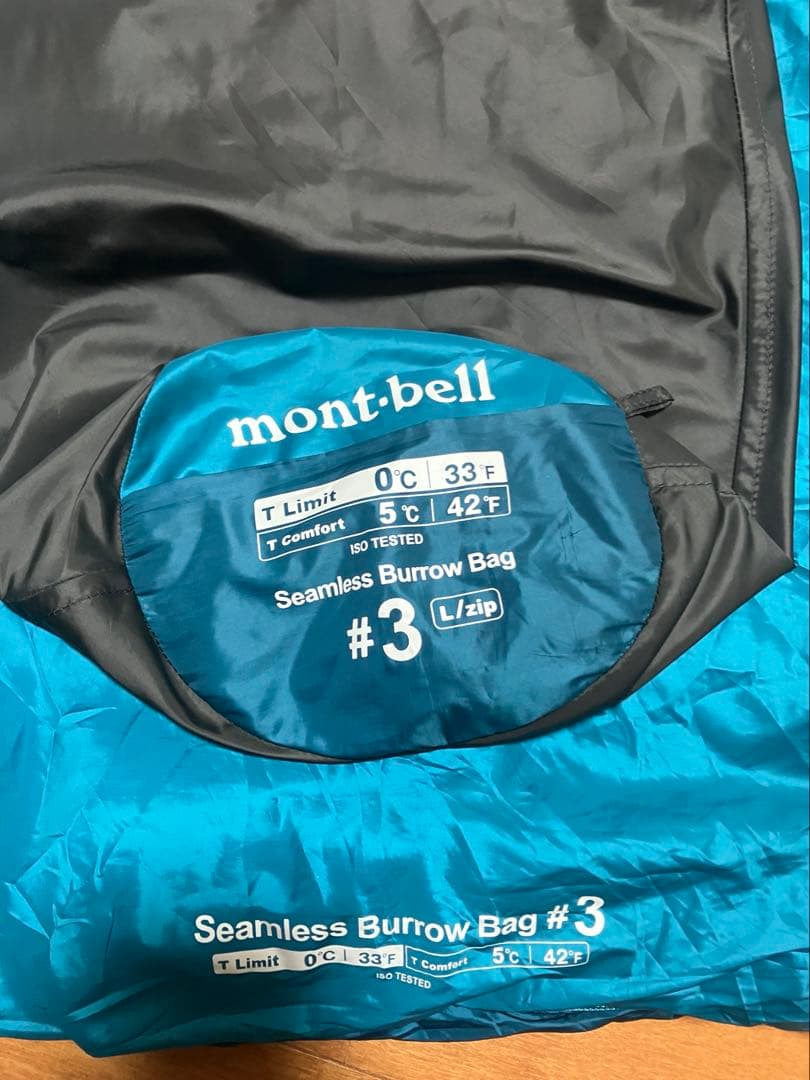 mont-bell
T Limit 0℃ | 33°F
T Comfort 5℃ | 42°F
ISO TESTED
Seamless Burrow Bag
#3 L/zip
Seamless Burrow Bag #3
T Limit 0℃ | 33°F T Comfort 5℃ | 42°F
ISO TESTED